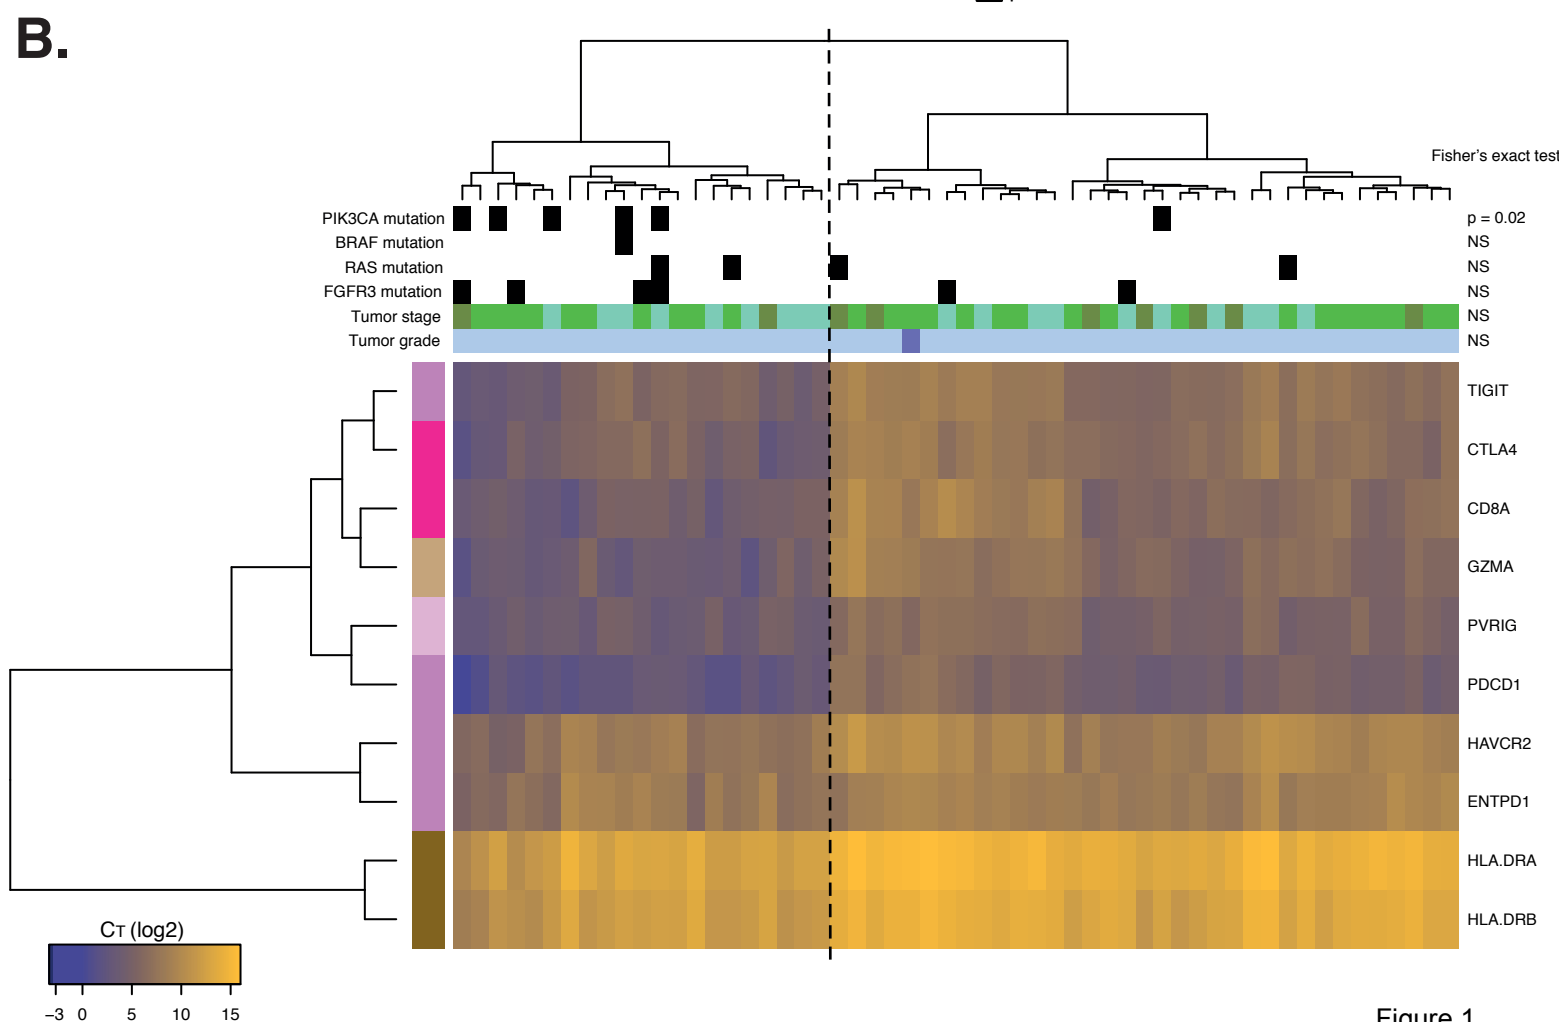 B.
Fisher's exact test
PIK3CA mutation
p = 0.02
BRAF mutation
NS
RAS mutation
NS
FGFR3 mutation
NS
Tumor stage
NS
Tumor grade
NS
TIGIT
CTLA4
CD8A
GZMA
PVRIG
PDCD1
HAVCR2
ENTPD1
HLA.DRA
HLA.DRB
CT (log2)
−3 0 5 10 15
Figure 1